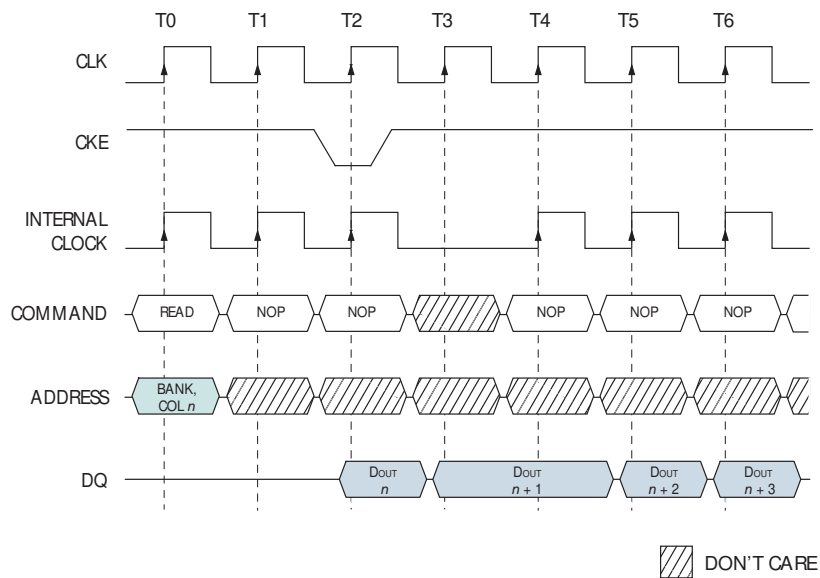 T0 T1 T2 T3 T4 T5 T6
CLK
CKE
INTERNAL
CLOCK
COMMAND READ NOP NOP NOP NOP NOP
ADDRESS BANK,
COL n
DQ DOUT n DOUT n + 1 DOUT n + 2 DOUT n + 3
DON'T CARE